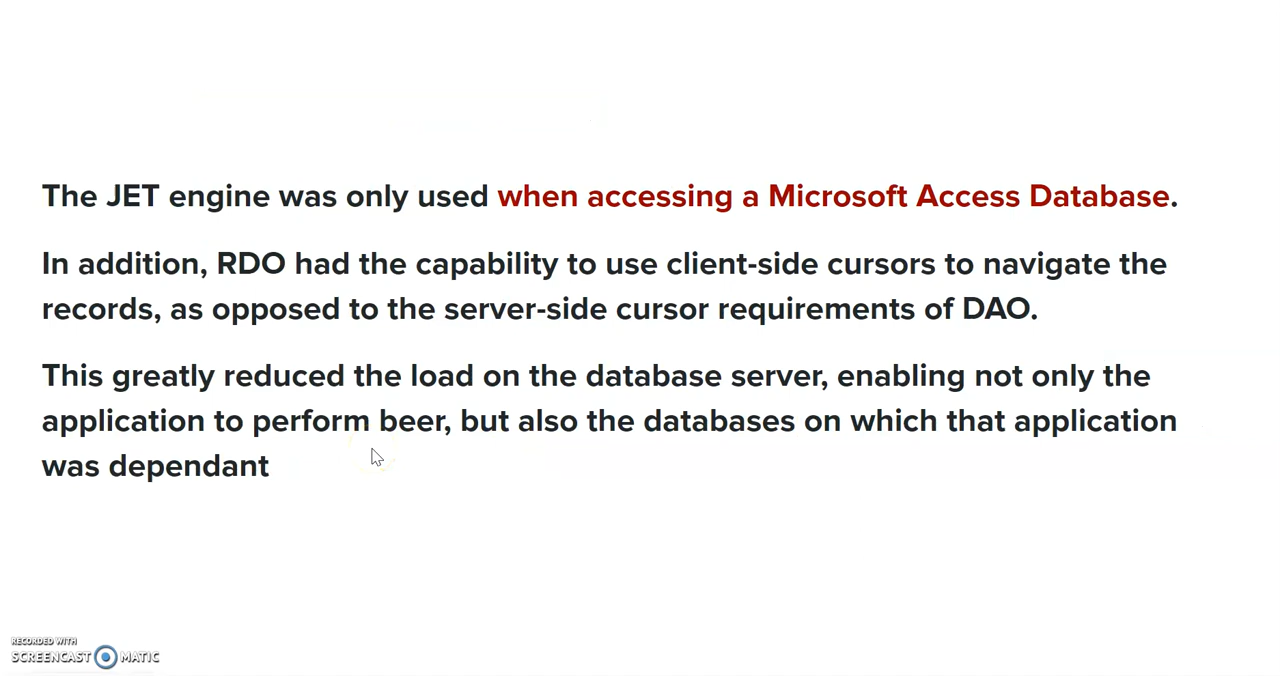 The JET engine was only used when accessing a Microsoft Access Database.
In addition, RDO had the capability to use client-side cursors to navigate the
records, as opposed to the server-side cursor requirements of DAO.
This greatly reduced the load on the database server, enabling not only the
application to perform beer, but also the databases on which that application
was dependant
RECORDED WITH
SCREENCAST MATIC